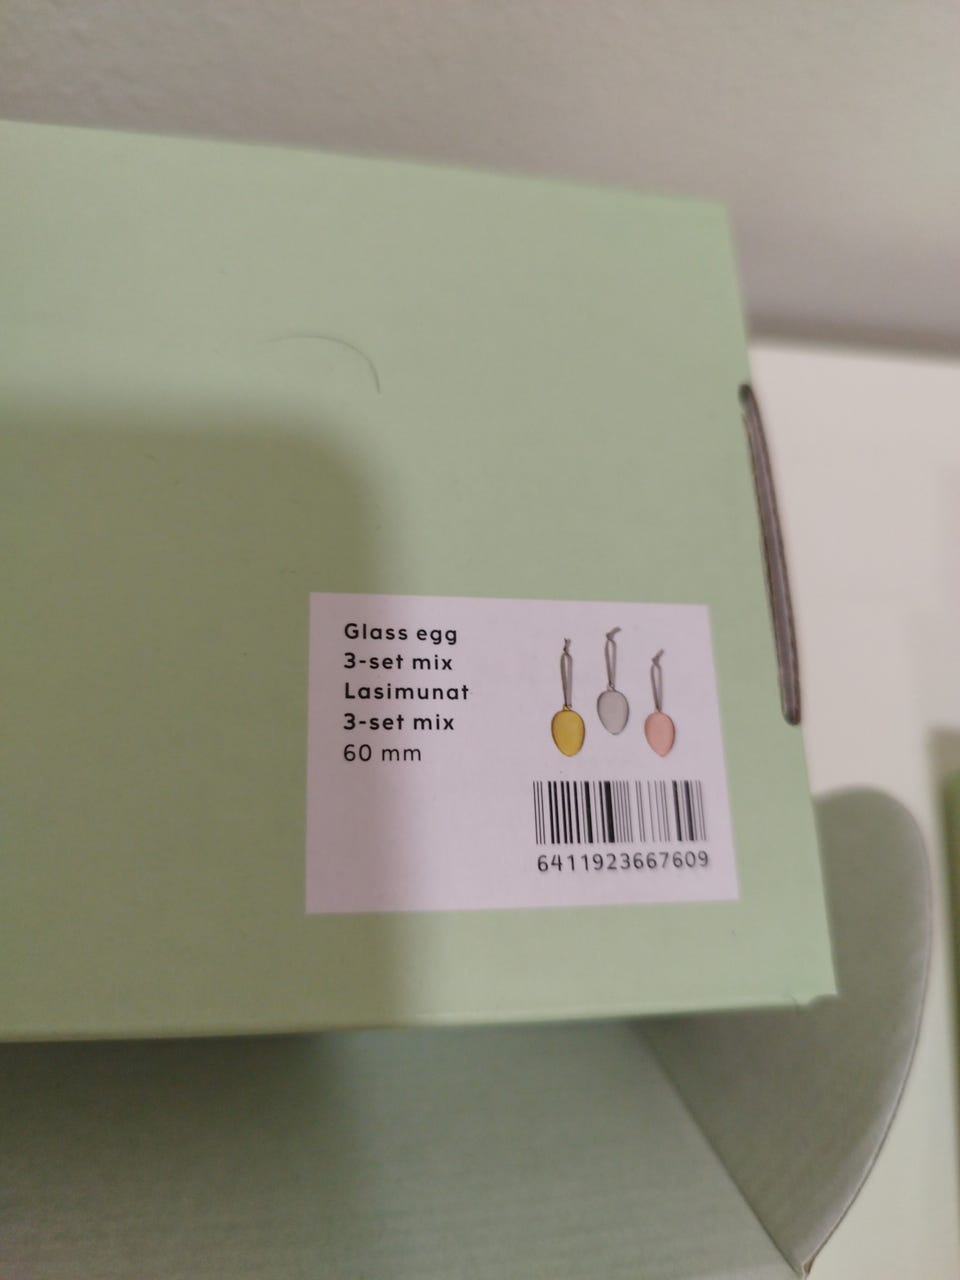 Glass egg
3-set mix
Lasimunat
3-set mix
60 mm
6411923667609